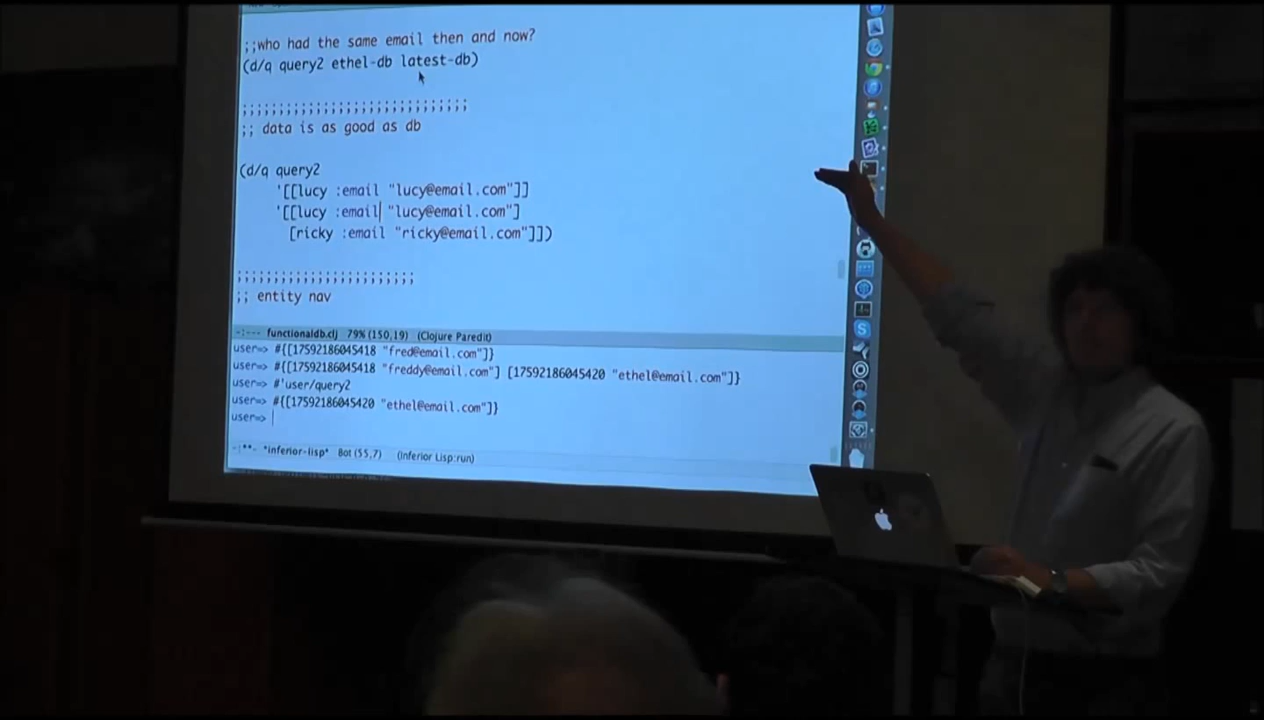 ;;who had the same email then and now?
(d/q query2 ethel-db latest-db)
;;;;;;;;;;;;;;;;;;;;;;;;;;;;;
;; data is as good as db
(d/q query2
'[[lucy :email "lucy@email.com"]]
'[[lucy :email "lucy@email.com"]
[ricky :email "ricky@email.com"]])
;;;;;;;;;;;;;;;;;;;;;;;
;; entity nav
-:--- functionaldb.clj 79% (150,19) (Clojure Paredit)
user=> #{[17592186045418 "fred@email.com"]}
user=> #{[17592186045418 "freddy@email.com"] [17592186045420 "ethel@email.com"]}
user=> #'user/query2
user=> #{[17592186045420 "ethel@email.com"]}
user=>
-:**- *inferior-lisp* Bot (55,7) (Inferior Lisp:run)